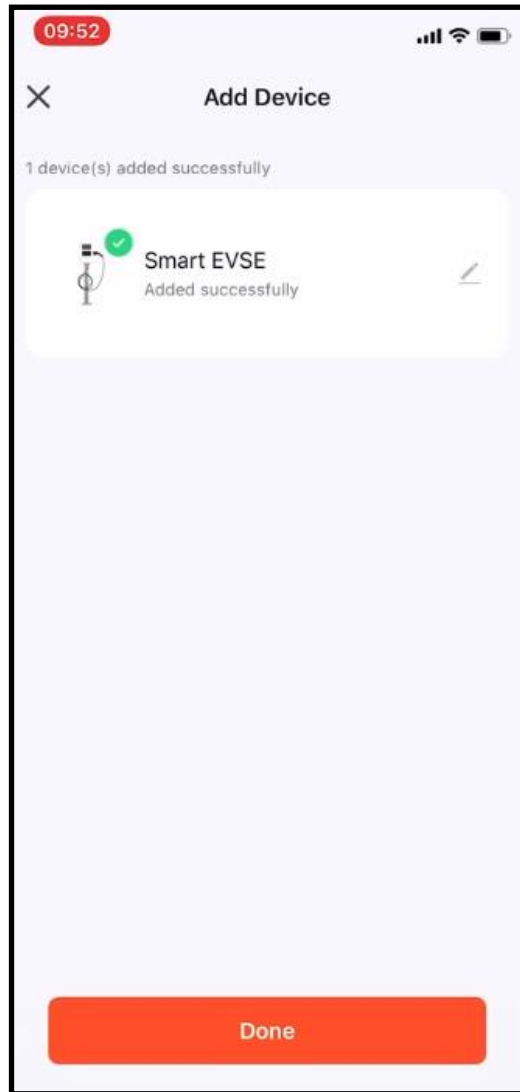 09:52
Add Device
1 device(s) added successfully
Smart EVSE
Added successfully
Done